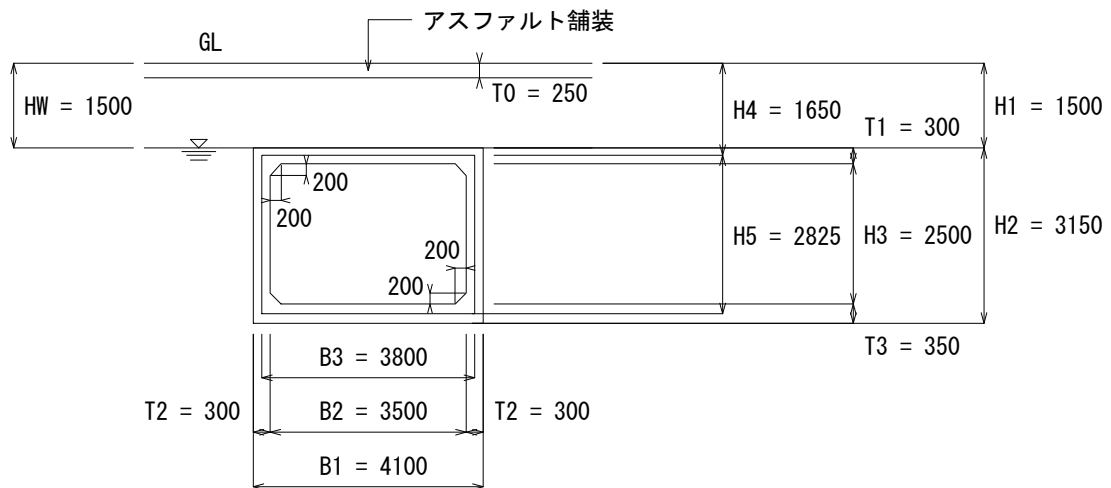 アスファルト舗装
GL
HW = 1500
T0 = 250
H4 = 1650
H1 = 1500
T1 = 300
200
200
H5 = 2825
H3 = 2500
H2 = 3150
200
200
T3 = 350
B3 = 3800
T2 = 300
B2 = 3500
T2 = 300
B1 = 4100